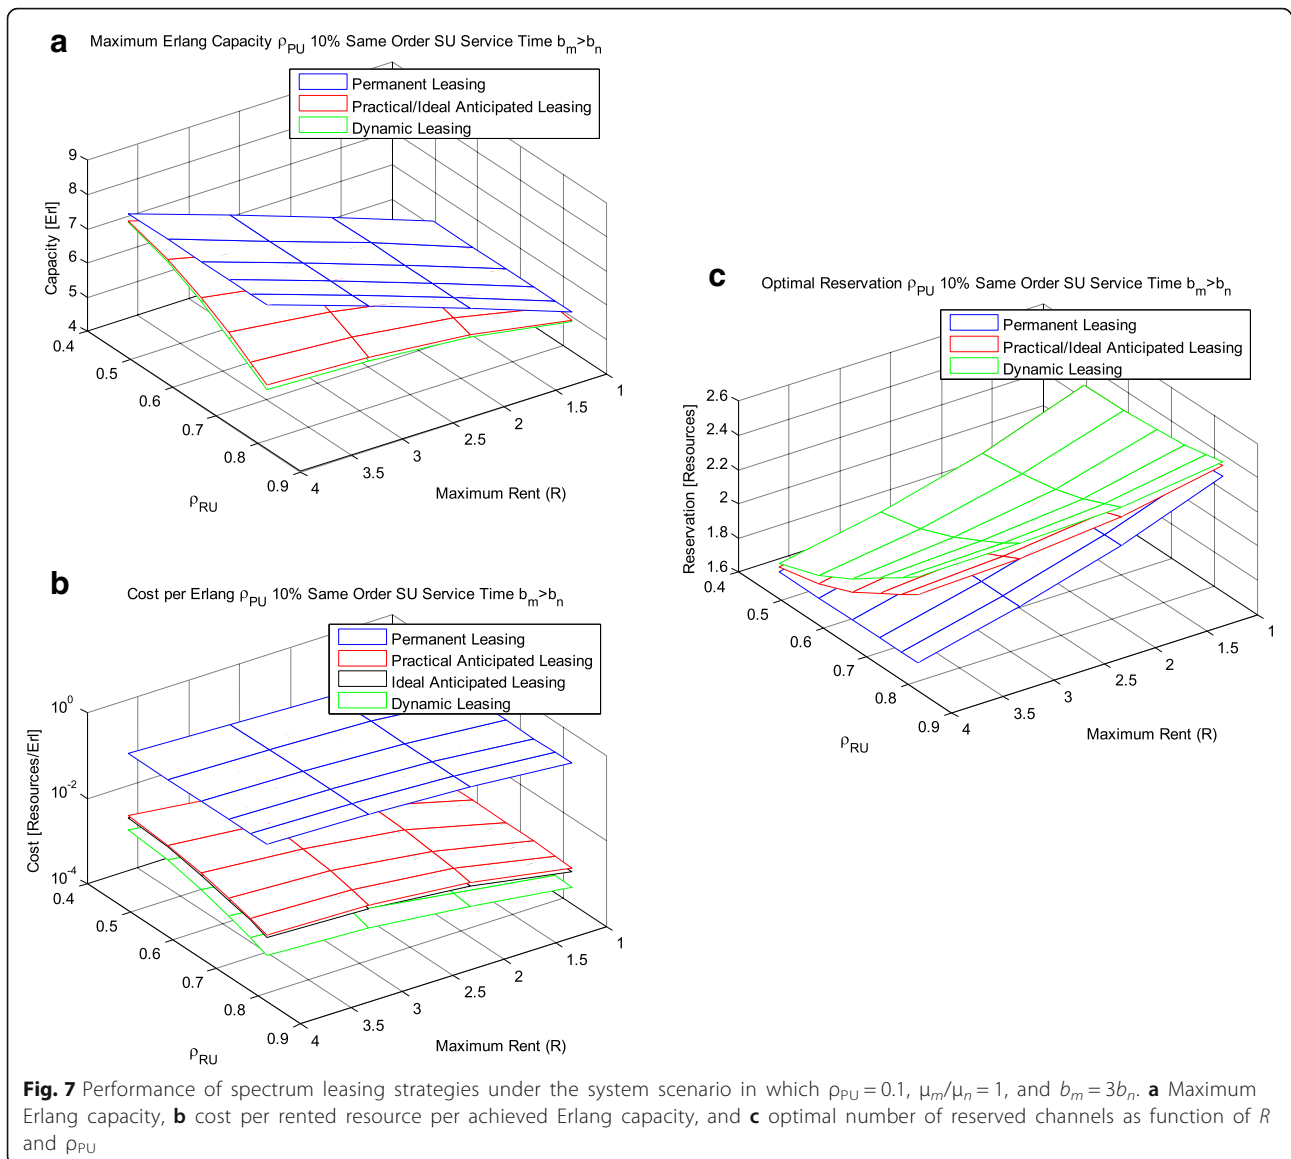 a
Maximum Erlang Capacity ρPU 10% Same Order SU Service Time bm>bn
Permanent Leasing
Practical/Ideal Anticipated Leasing
Dynamic Leasing
9
8
7
6
5
4
Capacity [Erl]
0.4
0.5
0.6
0.7
0.8
0.9
ρRU
4
3.5
3
2.5
2
1.5
1
Maximum Rent (R)
b
Cost per Erlang ρPU 10% Same Order SU Service Time bm>bn
Permanent Leasing
Practical Anticipated Leasing
Ideal Anticipated Leasing
Dynamic Leasing
10^0
10^-2
10^-4
Cost [Resources/Erl]
0.4
0.5
0.6
0.7
0.8
0.9
ρRU
4
3.5
3
2.5
2
1.5
1
Maximum Rent (R)
c
Optimal Reservation ρPU 10% Same Order SU Service Time bm>bn
Permanent Leasing
Practical/Ideal Anticipated Leasing
Dynamic Leasing
2.6
2.4
2.2
2
1.8
1.6
Reservation [Resources]
0.4
0.5
0.6
0.7
0.8
0.9
ρRU
4
3.5
3
2.5
2
1.5
1
Maximum Rent (R)
Fig. 7 Performance of spectrum leasing strategies under the system scenario in which ρPU = 0.1, μm/μn = 1, and bm = 3bn. a Maximum
Erlang capacity, b cost per rented resource per achieved Erlang capacity, and c optimal number of reserved channels as function of R
and ρPU